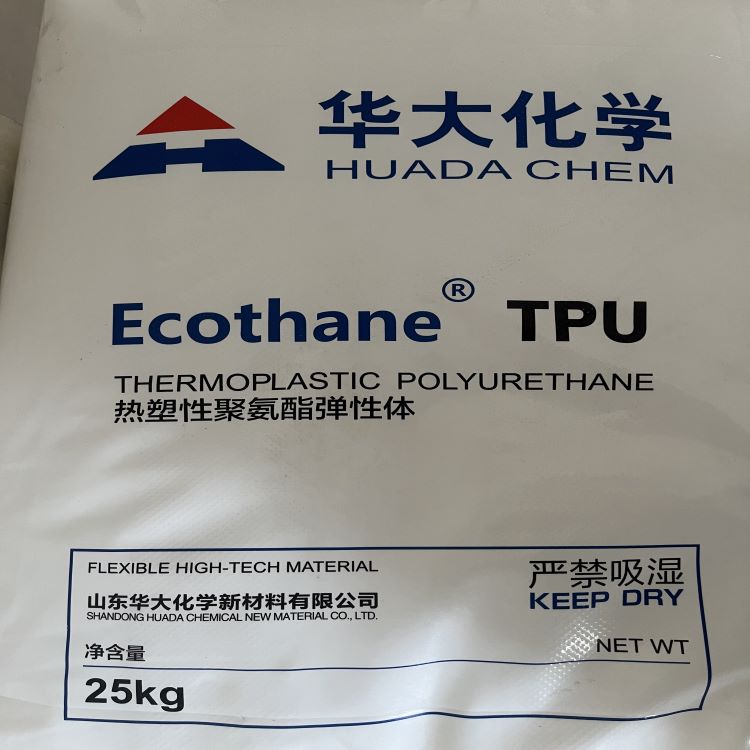 华大化学
HUADA CHEM
Ecothane® TPU
THERMOPLASTIC POLYURETHANE
热塑性聚氨酯弹性体
FLEXIBLE HIGH-TECH MATERIAL
严禁吸湿
KEEP DRY
山东华大化学新材料有限公司
SHANDONG HUADA CHEMICAL NEW MATERIAL CO., LTD.
净含量
NET WT
25kg